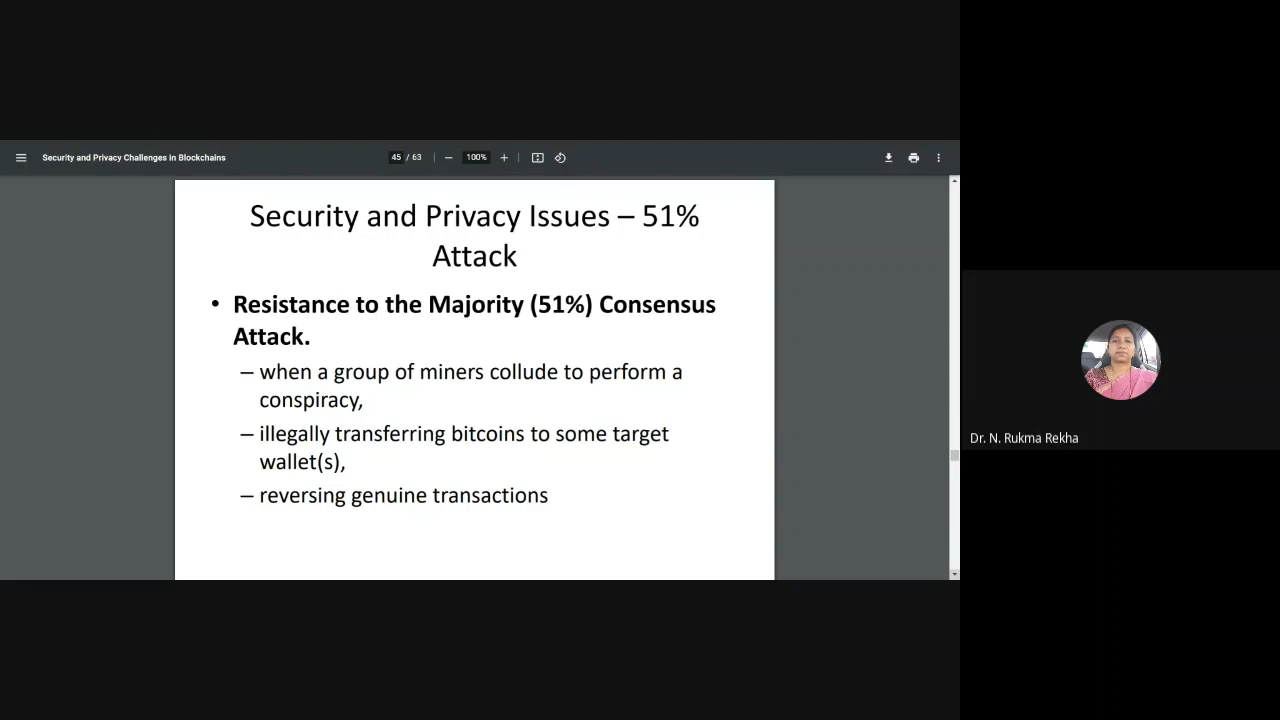 Security and Privacy Challenges in Blockchains
45 / 63
100%
Security and Privacy Issues – 51%
Attack
• Resistance to the Majority (51%) Consensus
Attack.
– when a group of miners collude to perform a
conspiracy,
– illegally transferring bitcoins to some target
wallet(s),
– reversing genuine transactions
Dr. N. Rukma Rekha